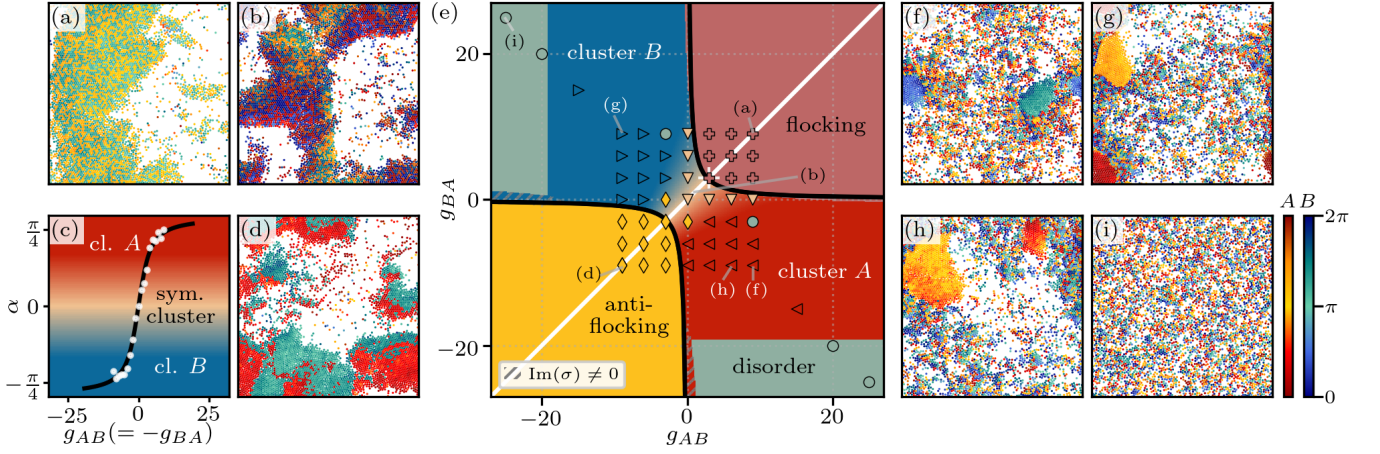 (a)
(b)
(c)
π/4
0
−π/4
α
cl. A
sym.
cluster
cl. B
−25
0
25
g_AB(= −g_BA)
(d)
(e)
20
0
−20
g_BA
(i)
cluster B
(g)
(a)
flocking
(b)
(d)
anti-
flocking
(h)
(f)
cluster A
disorder
Im(σ) ≠ 0
−20
0
20
g_AB
(f)
(g)
(h)
(i)
A B
2π
π
0